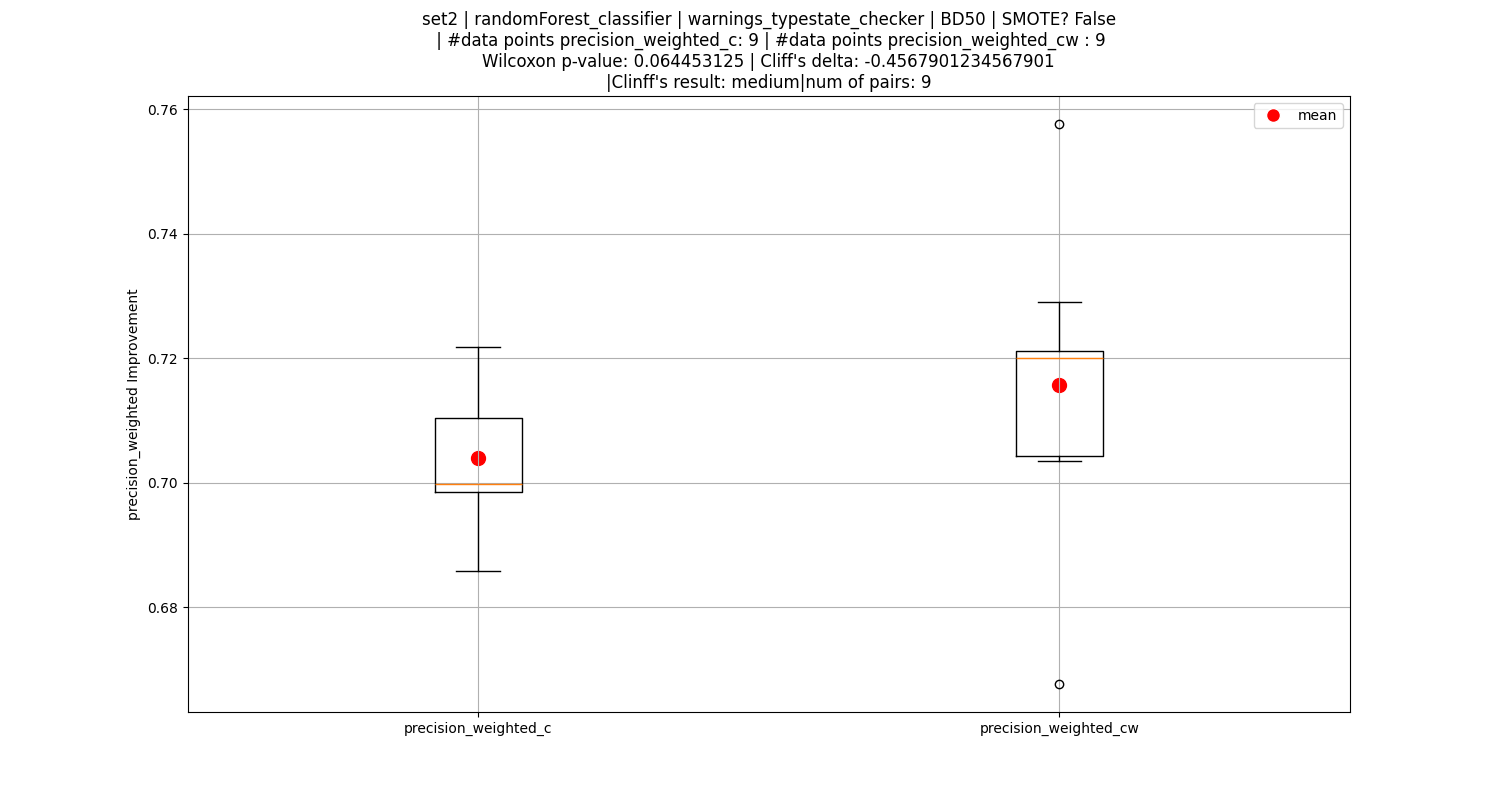 set2 | randomForest_classifier | warnings_typestate_checker | BD50 | SMOTE? False
| #data points precision_weighted_c: 9 | #data points precision_weighted_cw : 9
Wilcoxon p-value: 0.064453125 | Cliff's delta: -0.4567901234567901
|Clinff's result: medium|num of pairs: 9
mean
0.76
0.74
0.72
0.70
0.68
precision_weighted Improvement
precision_weighted_c
precision_weighted_cw